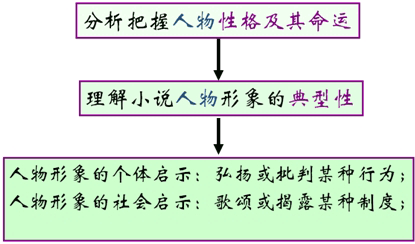 分析把握人物性格及其命运
理解小说人物形象的典型性
人物形象的个体启示：弘扬或批判某种行为；
人物形象的社会启示：歌颂或揭露某种制度；